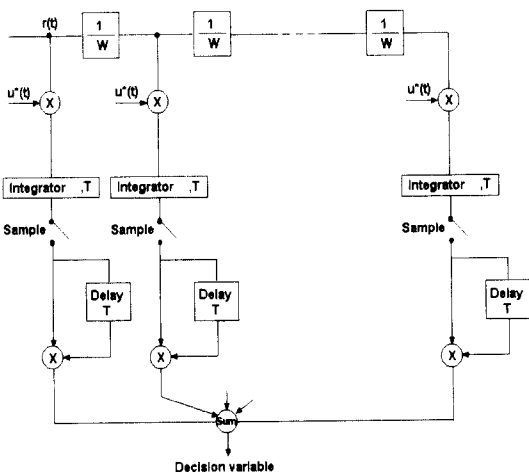 r(t)
1
W
1
W
1
W
u*(t)
X
u*(t)
X
u*(t)
X
Integrator ,T
Integrator ,T
Integrator ,T
Sample
Sample
Sample
Delay
T
Delay
T
Delay
T
X
X
X
Sum
Decision variable